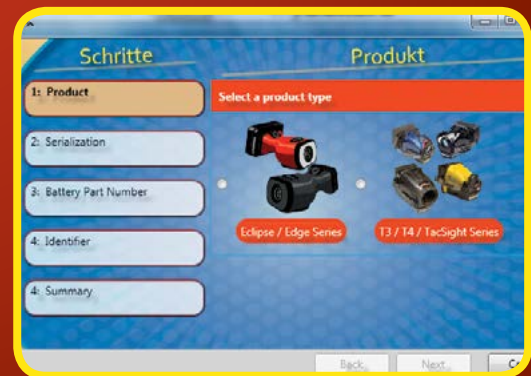 Schritte
Produkt
1: Product
Select a product type
2: Serialization
3: Battery Part Number
Eclipse / Edge Series
T3 / T4 / TacSight Series
4: Identifier
4: Summary
Back
Next